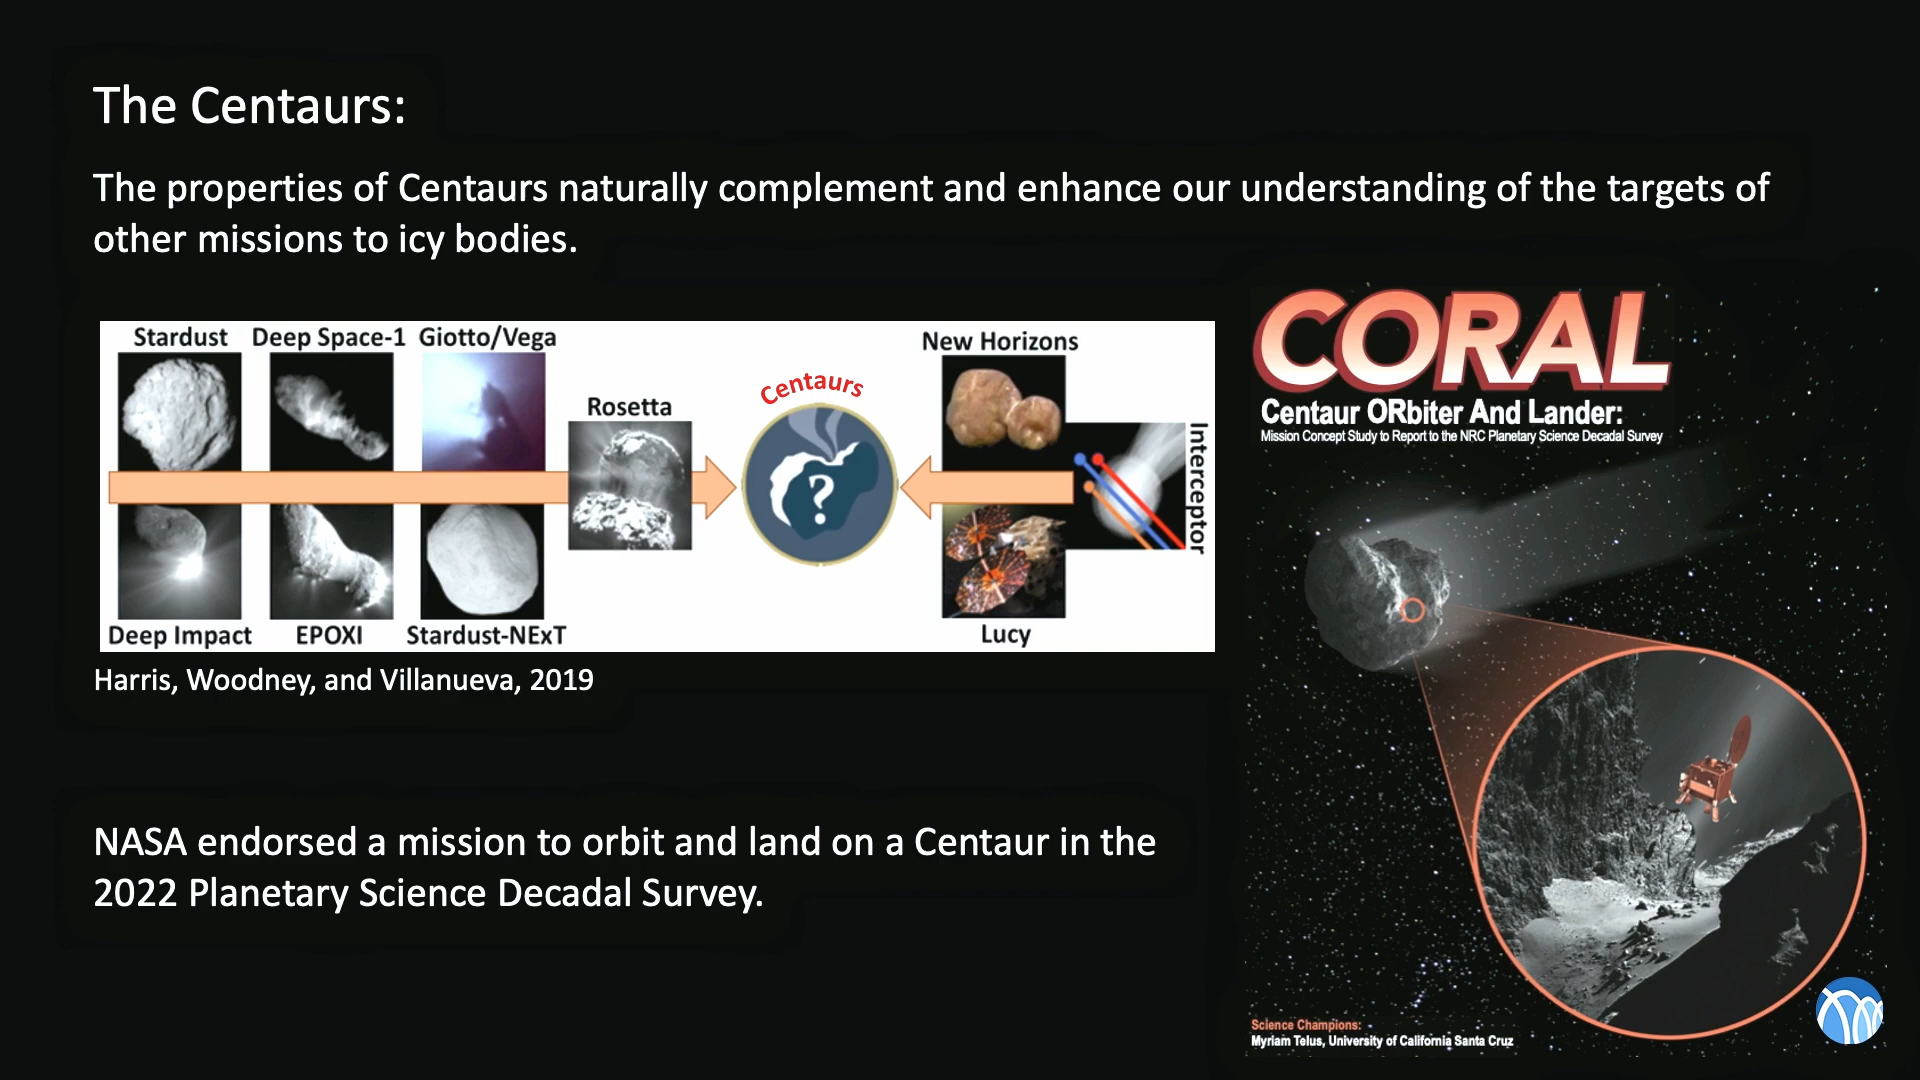 The Centaurs:
The properties of Centaurs naturally complement and enhance our understanding of the targets of
other missions to icy bodies.
Stardust
Deep Space-1
Giotto/Vega
Rosetta
Centaurs
?
New Horizons
Interceptor
Deep Impact
EPOXI
Stardust-NExT
Lucy
Harris, Woodney, and Villanueva, 2019
NASA endorsed a mission to orbit and land on a Centaur in the
2022 Planetary Science Decadal Survey.
CORAL
Centaur ORbiter And Lander:
Mission Concept Study to Report to the NRC Planetary Science Decadal Survey
Science Champions:
Myriam Telus, University of California Santa Cruz